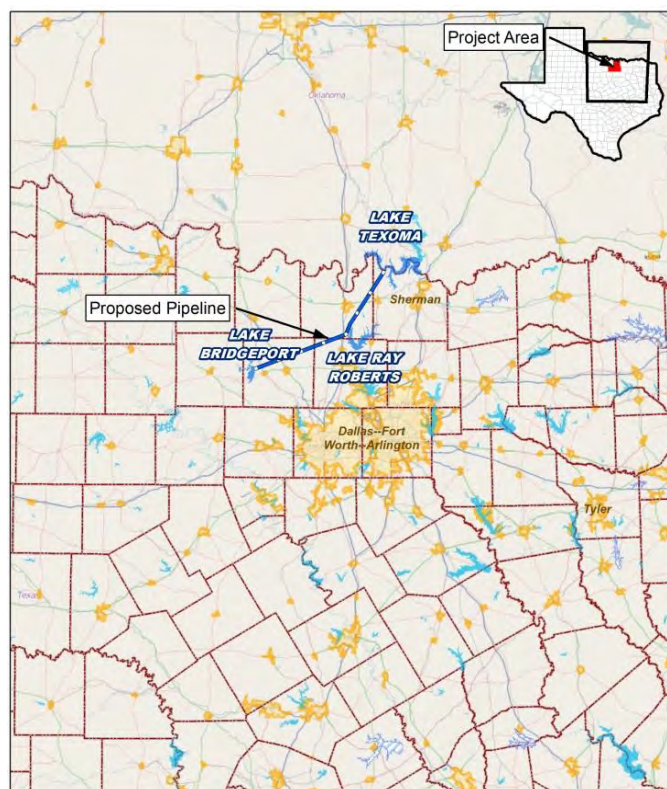 Project Area
Oklahoma
LAKE
TEXOMA
Sherman
Proposed Pipeline
LAKE
BRIDGEPORT
LAKE RAY
ROBERTS
Dallas--Fort
Worth--Arlington
Tyler
Texas